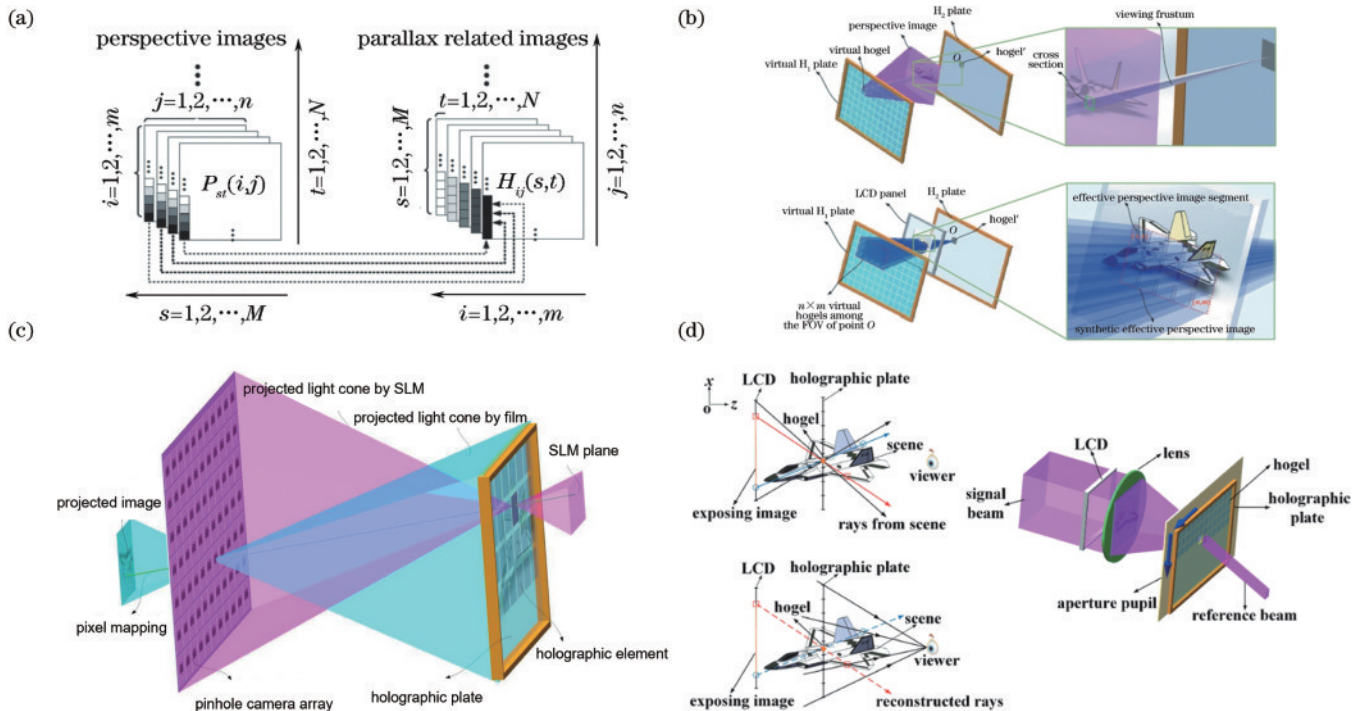 (a)
perspective images
parallax related images
j=1,2,⋯,n
t=1,2,⋯,N
i=1,2,⋯,m
P_st(i,j)
t=1,2,⋯,N
s=1,2,⋯,M
H_ij(s,t)
j=1,2,⋯,n
s=1,2,⋯,M
i=1,2,⋯,m
(b)
H₂ plate
perspective image
virtual hogel
virtual H₁ plate
O
hogel′
viewing frustum
cross
section
LCD panel
H₂ plate
virtual H₁ plate
O
hogel′
n×m virtual
hogels among
the FOV of point O
effective perspective image segment
(n,m)
synthetic effective perspective image
(c)
projected light cone by SLM
projected light cone by film
SLM plane
projected image
pixel mapping
pinhole camera array
holographic plate
holographic element
(d)
x
o
z
LCD
holographic plate
hogel
scene
viewer
exposing image
rays from scene
LCD
holographic plate
hogel
scene
viewer
exposing image
reconstructed rays
LCD
lens
signal
beam
hogel
holographic
plate
aperture pupil
reference beam